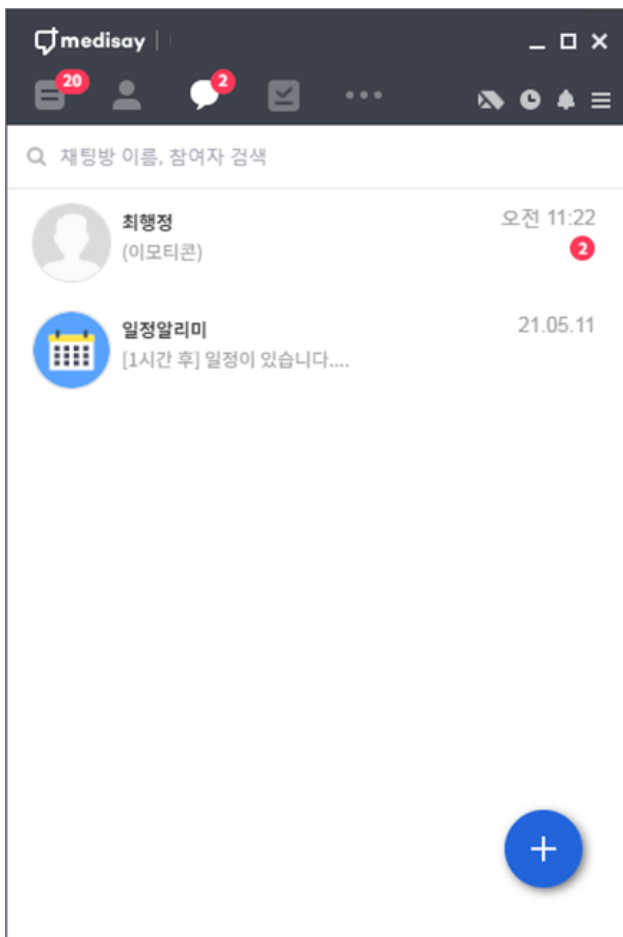 medisay
20
2
채팅방 이름, 참여자 검색
최행정
오전 11:22
(이모티콘)
2
일정알리미
21.05.11
[1시간 후] 일정이 있습니다....